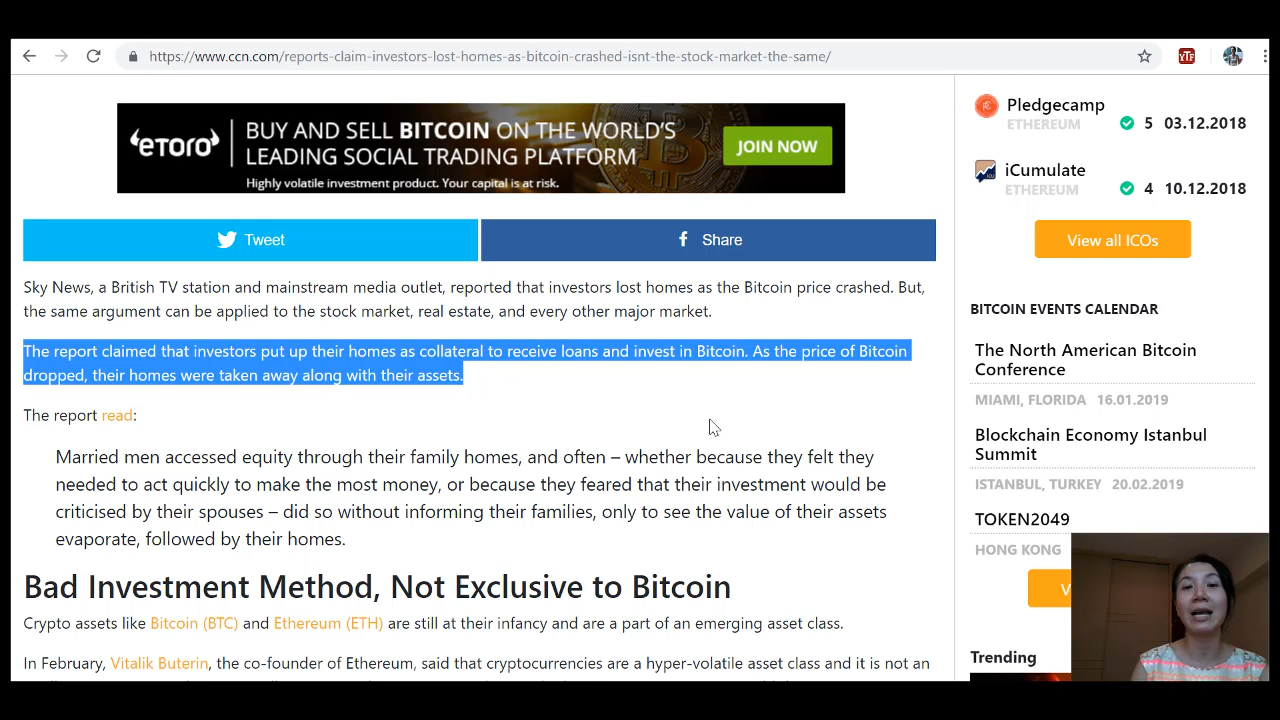 https://www.ccn.com/reports-claim-investors-lost-homes-as-bitcoin-crashed-isnt-the-stock-market-the-same/
YTF
eToro
BUY AND SELL BITCOIN ON THE WORLD'S
LEADING SOCIAL TRADING PLATFORM
Highly volatile investment product. Your capital is at risk.
JOIN NOW
Tweet
Share
Sky News, a British TV station and mainstream media outlet, reported that investors lost homes as the Bitcoin price crashed. But,
the same argument can be applied to the stock market, real estate, and every other major market.
The report claimed that investors put up their homes as collateral to receive loans and invest in Bitcoin. As the price of Bitcoin
dropped, their homes were taken away along with their assets.
The report read:
Married men accessed equity through their family homes, and often – whether because they felt they
needed to act quickly to make the most money, or because they feared that their investment would be
criticised by their spouses – did so without informing their families, only to see the value of their assets
evaporate, followed by their homes.
Bad Investment Method, Not Exclusive to Bitcoin
Crypto assets like Bitcoin (BTC) and Ethereum (ETH) are still at their infancy and are a part of an emerging asset class.
In February, Vitalik Buterin, the co-founder of Ethereum, said that cryptocurrencies are a hyper-volatile asset class and it is not an
Pledgecamp
ETHEREUM
5 03.12.2018
iCumulate
ETHEREUM
4 10.12.2018
View all ICOs
BITCOIN EVENTS CALENDAR
The North American Bitcoin
Conference
MIAMI, FLORIDA 16.01.2019
Blockchain Economy Istanbul
Summit
ISTANBUL, TURKEY 20.02.2019
TOKEN2049
HONG KONG
V
Trending